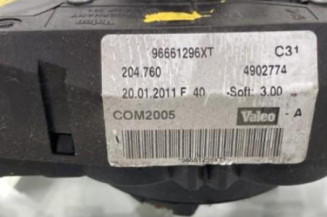 96661296XT C31
204.760 4902774
20.01.2011 F 40 -Soft: 3.00
COM2005 Valeo - A